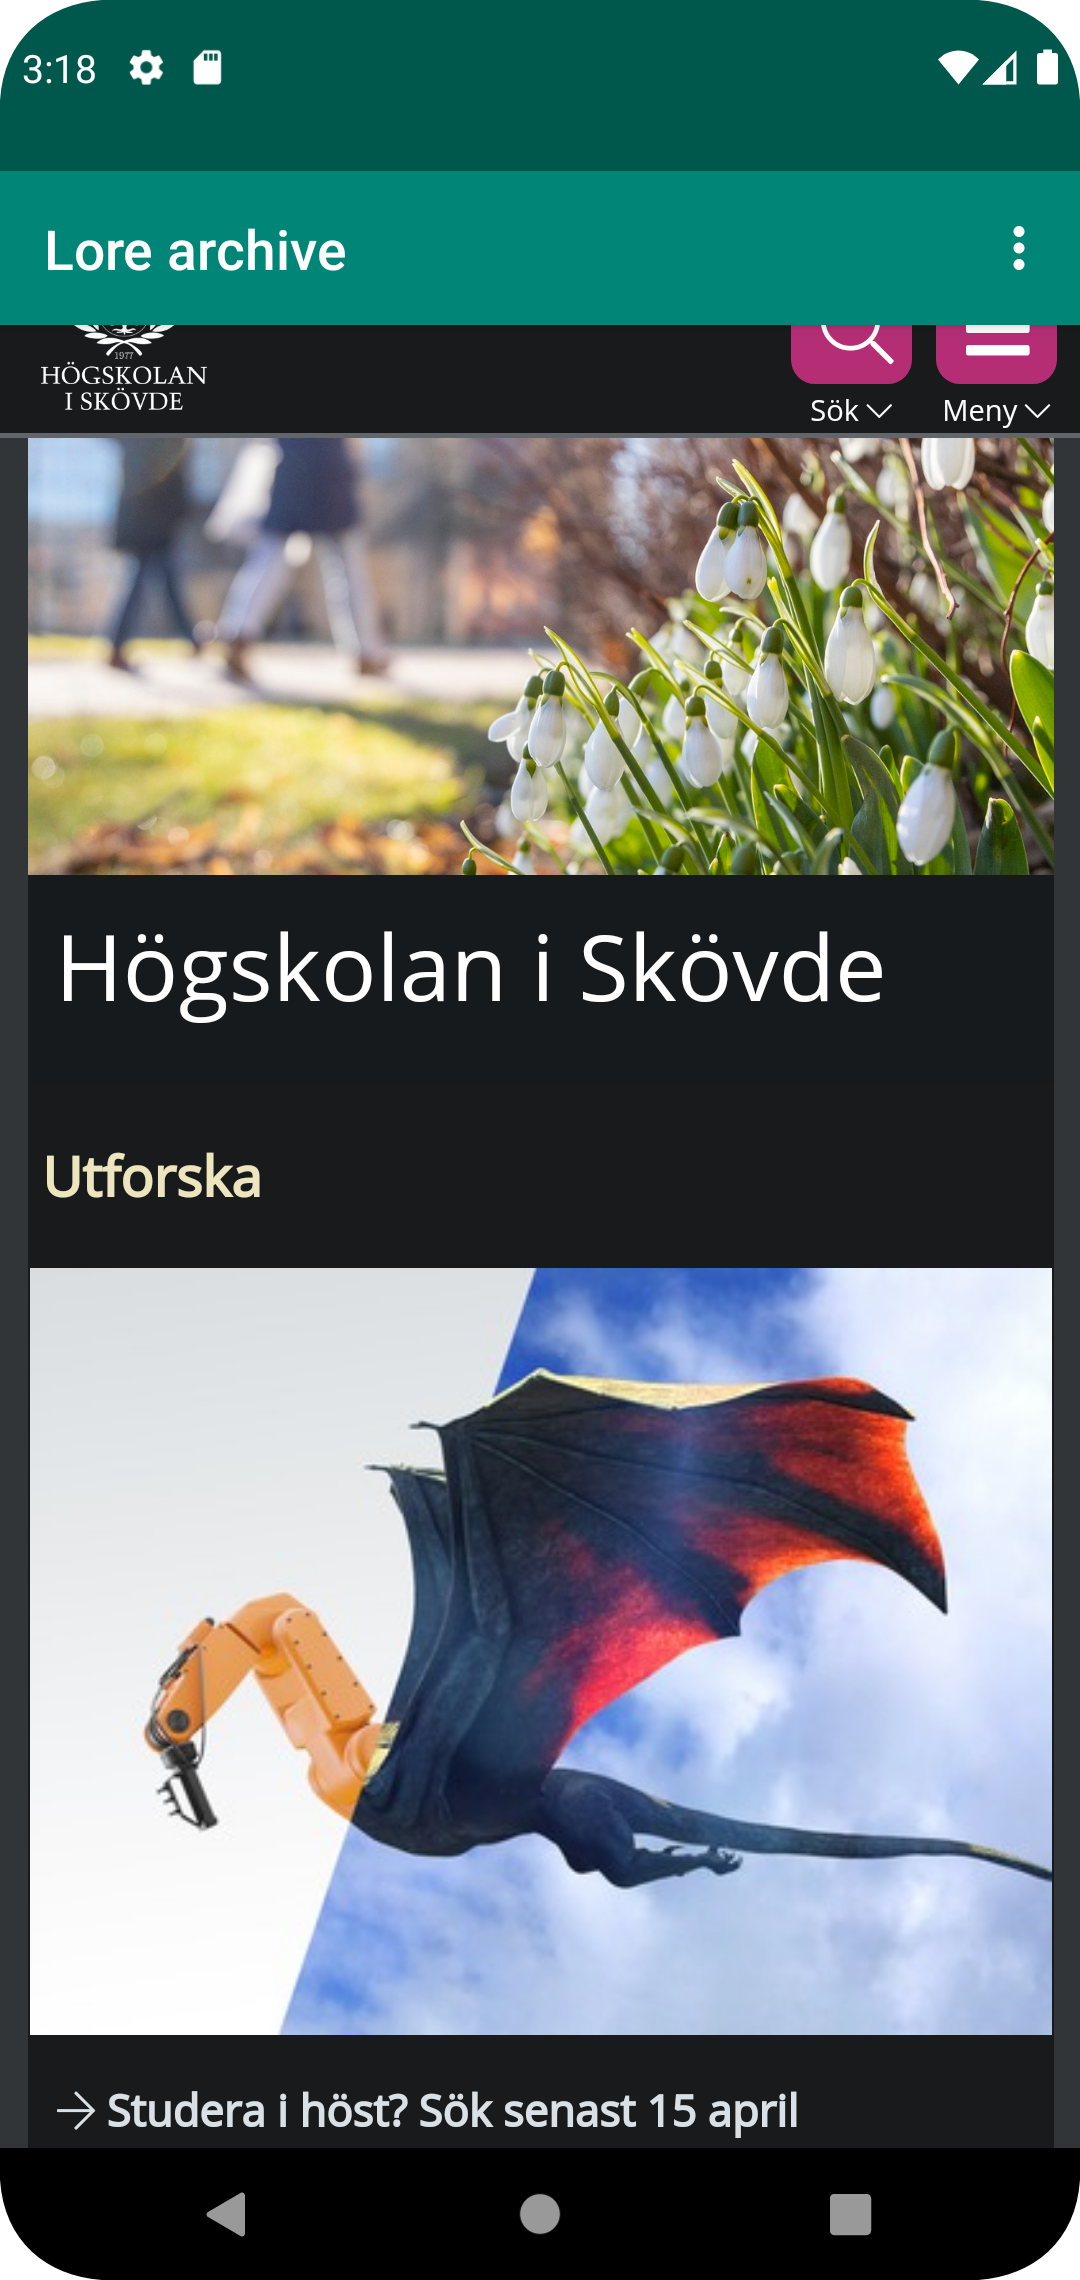 3:18
Lore archive
1977
HÖGSKOLAN
I SKÖVDE
Sök
Meny
Högskolan i Skövde
Utforska
Studera i höst? Sök senast 15 april